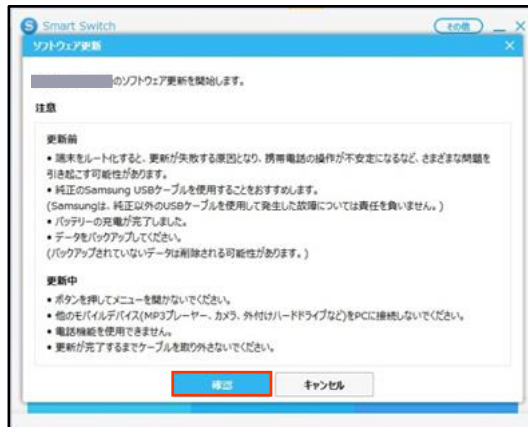 Smart Switch
その他
ソフトウェア更新
のソフトウェア更新を開始します。
注意
更新前
• 端末をルート化すると、更新が失敗する原因となり、携帯電話の操作が不安定になるなど、さまざまな問題を
引き起こす可能性があります。
• 純正のSamsung USBケーブルを使用することをおすすめします。
(Samsungは、純正以外のUSBケーブルを使用して発生した故障については責任を負いません。)
• バッテリーの充電が完了しました。
• データをバックアップしてください。
(バックアップされていないデータは削除される可能性があります。)
更新中
• ボタンを押してメニューを開かないでください。
• 他のモバイルデバイス(MP3プレーヤー、カメラ、外付けハードドライブなど)をPCに接続しないでください。
• 電話機能を使用できません。
• 更新が完了するまでケーブルを取り外さないでください。
確認
キャンセル